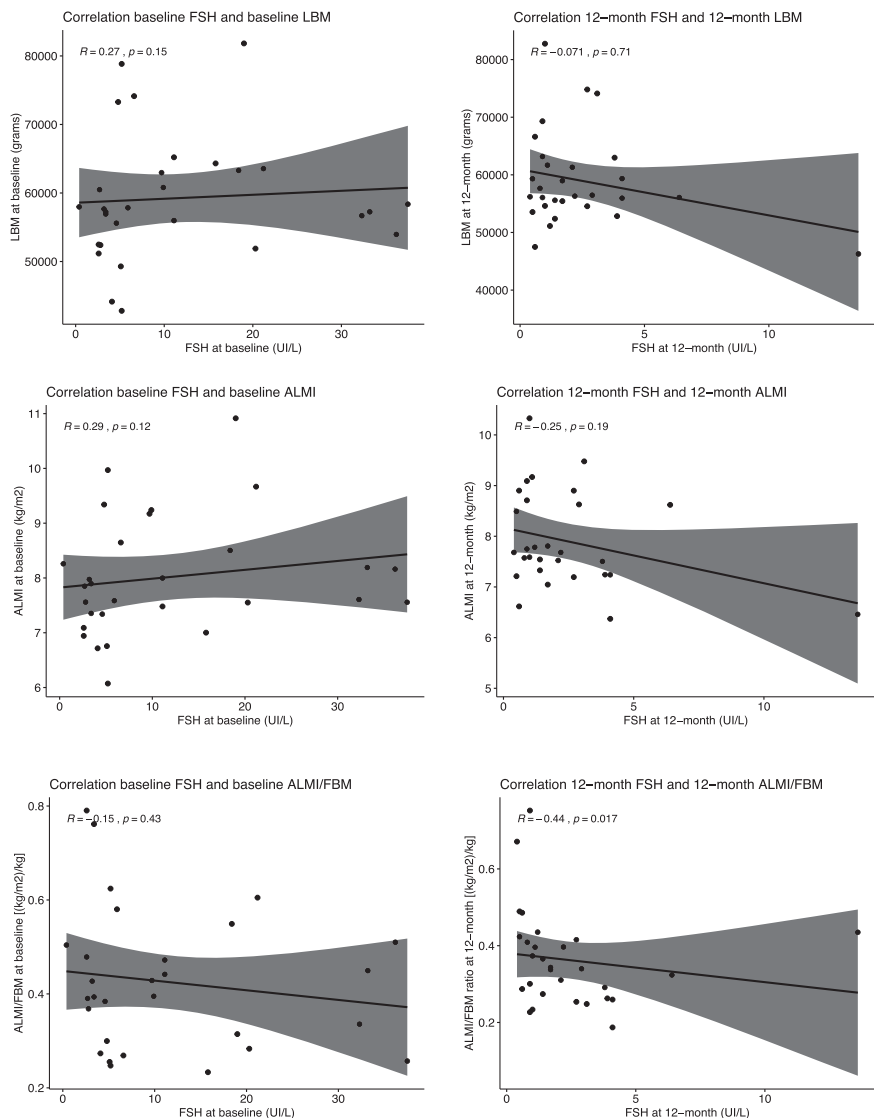 Correlation baseline FSH and baseline LBM
R = 0.27 , p = 0.15
80000
70000
60000
50000
LBM at baseline (grams)
0 10 20 30
FSH at baseline (UI/L)
Correlation 12−month FSH and 12−month LBM
R = −0.071 , p = 0.71
80000
70000
60000
50000
40000
LBM at 12−month (grams)
0 5 10
FSH at 12−month (UI/L)
Correlation baseline FSH and baseline ALMI
R = 0.29 , p = 0.12
11
10
9
8
7
6
ALMI at baseline (kg/m2)
0 10 20 30
FSH at baseline (UI/L)
Correlation 12−month FSH and 12−month ALMI
R = −0.25 , p = 0.19
10
9
8
7
6
5
ALMI at 12−month (kg/m2)
0 5 10
FSH at 12−month (UI/L)
Correlation baseline FSH and baseline ALMI/FBM
R = −0.15 , p = 0.43
0.8
0.6
0.4
0.2
ALMI/FBM at baseline [(kg/m2)/kg]
0 10 20 30
FSH at baseline (UI/L)
Correlation 12−month FSH and 12−month ALMI/FBM
R = −0.44 , p = 0.017
0.6
0.4
0.2
ALMI/FBM ratio at 12−month [(kg/m2)/kg]
0 5 10
FSH at 12−month (UI/L)